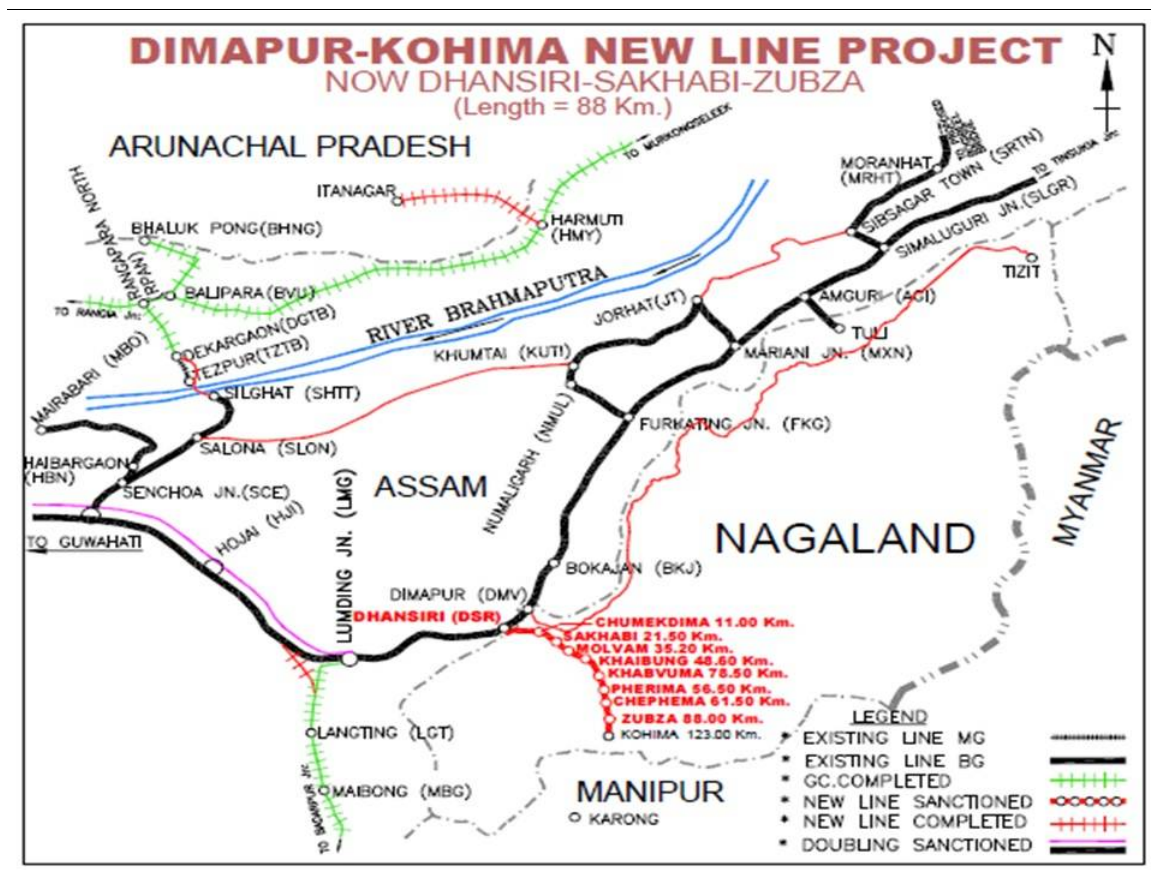 DIMAPUR-KOHIMA NEW LINE PROJECT
NOW DHANSIRI-SAKHABI-ZUBZA
(Length = 88 Km.)
N
ARUNACHAL PRADESH
TO MURKONGSELEEK
ITANAGAR
HARMUTI
(HMY)
MORANHAT
(MRHT)
SIBSAGAR TOWN (SRTN)
TO TINSUKIA Jn:
SIMALUGURI JN.(SLGR)
TIZIT
RANGAPARA NORTH
(RPAN)
BHALUK PONG(BHNG)
BALIPARA(BVU)
TO RANGIA Jn:
DEKARGAON(DGTB)
TEZPUR(TZTB)
RIVER BRAHMAPUTRA
JORHAT(JT)
AMGURI (AGI)
TULI
MARIANI JN. (MXN)
KHUMTAI (KUTI)
MAIRABARI (MBO)
SILGHAT (SHTT)
SALONA (SLON)
NUMALIGARH (NMUL)
FURKATING JN. (FKG)
HAIBARGAON
(HBN)
SENCHOA JN.(SCE)
ASSAM
NAGALAND
MYANMAR
TO GUWAHATI
HOJAI (HJI)
LUMDING JN. (LMG)
BOKAJAN (BKJ)
DIMAPUR (DMV)
DHANSIRI (DSR)
CHUMEKDIMA 11.00 Km.
SAKHABI 21.50 Km.
MOLVAM 35.20 Km.
KHAIBUNG 48.60 Km.
KHABVUMA 78.50 Km.
PHERIMA 56.50 Km.
CHEPHEMA 61.50 Km.
ZUBZA 88.00 Km.
KOHIMA 123.00 Km.
LANGTING (LGT)
MAIBONG (MBG)
MANIPUR
KARONG
LEGEND
* EXISTING LINE MG
* EXISTING LINE BG
* GC.COMPLETED
* NEW LINE SANCTIONED
* NEW LINE COMPLETED
* DOUBLING SANCTIONED